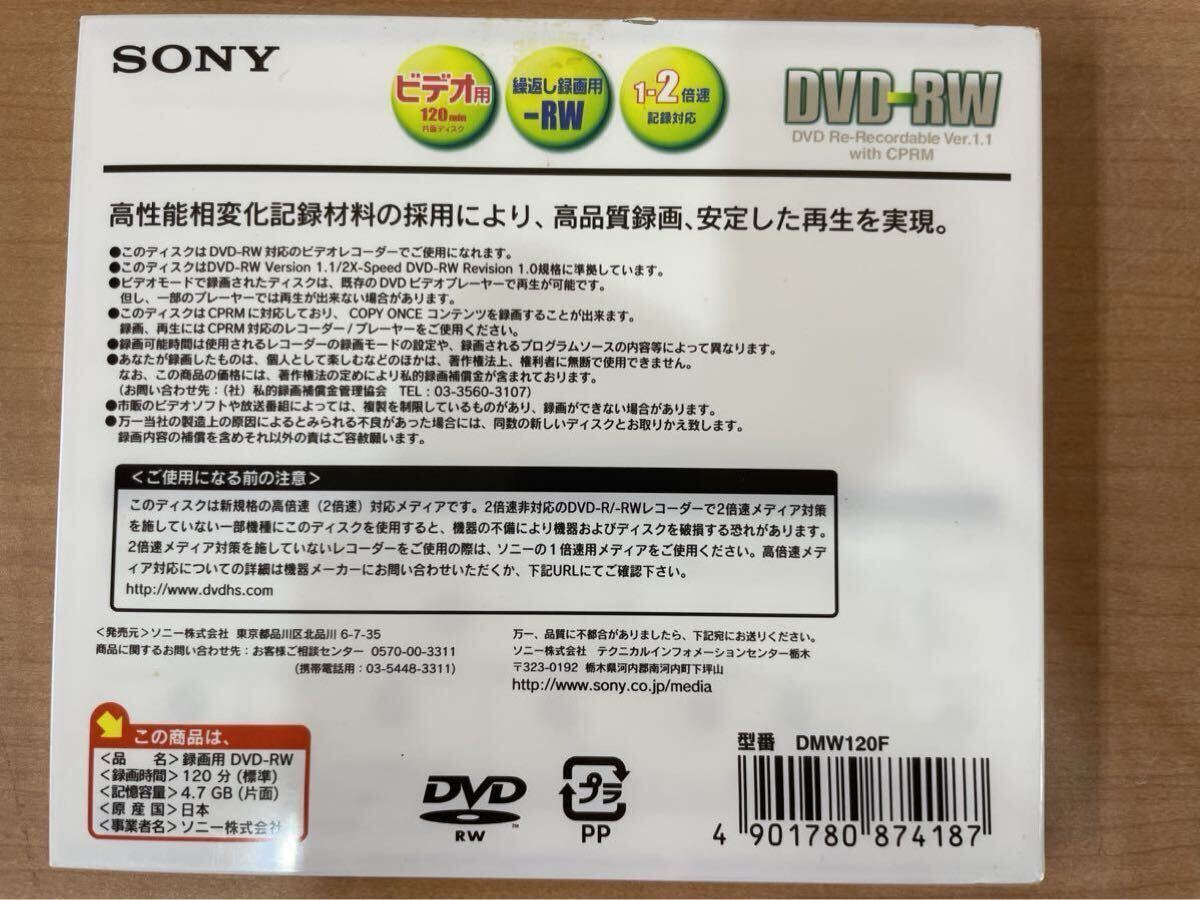 SONY
ビデオ用
120min
片面ディスク
繰返し録画用
-RW
1-2倍速
記録対応
DVD-RW
DVD Re-Recordable Ver.1.1
with CPRM
高性能相変化記録材料の採用により、高品質録画、安定した再生を実現。
●このディスクは DVD-RW 対応のビデオレコーダーでご使用になれます。
●このディスクはDVD-RW Version 1.1/2X-Speed DVD-RW Revision 1.0規格に準拠しています。
●ビデオモードで録画されたディスクは、既存の DVD ビデオプレーヤーで再生が可能です。
但し、一部のプレーヤーでは再生が出来ない場合があります。
●このディスクは CPRM に対応しており、COPY ONCE コンテンツを録画することが出来ます。
録画、再生には CPRM 対応のレコーダー/プレーヤーをご使用ください。
●録画可能時間は使用されるレコーダーの録画モードの設定や、録画されるプログラムソースの内容等によって異なります。
●あなたが録画したものは、個人として楽しむなどのほかは、著作権法上、権利者に無断で使用できません。
なお、この商品の価格には、著作権法の定めにより私的録画補償金が含まれております。
(お問い合わせ先:(社)私的録画補償金管理協会 TEL:03-3560-3107)
●市販のビデオソフトや放送番組によっては、複製を制限しているものがあり、録画ができない場合があります。
●万一当社の製造上の原因によるとみられる不良があった場合には、同数の新しいディスクとお取りかえ致します。
録画内容の補償を含めそれ以外の責はご容赦願います。
<ご使用になる前の注意>
このディスクは新規格の高倍速(2倍速)対応メディアです。2倍速非対応のDVD-R/-RWレコーダーで2倍速メディア対策
を施していない一部機種にこのディスクを使用すると、機器の不備により機器およびディスクを破損する恐れがあります。
2倍速メディア対策を施していないレコーダーをご使用の際は、ソニーの1倍速用メディアをご使用ください。高倍速メデ
ィア対応についての詳細は機器メーカーにお問い合わせいただくか、下記URLにてご確認下さい。
http://www.dvdhs.com
<発売元>ソニー株式会社 東京都品川区北品川 6-7-35
商品に関するお問い合わせ先:お客様ご相談センター 0570-00-3311
(携帯電話用:03-5448-3311)
万一、品質に不都合がありましたら、下記宛にお送りください。
ソニー株式会社 テクニカルインフォメーションセンター栃木
〒323-0192 栃木県河内郡南河内町下坪山
http://www.sony.co.jp/media
この商品は、
<品 名>録画用 DVD-RW
<録画時間>120 分 (標準)
<記憶容量>4.7 GB (片面)
<原 産 国>日本
<事業者名>ソニー株式会社
DVD
RW
TM
プラ
PP
型番 DMW120F
4 901780 874187